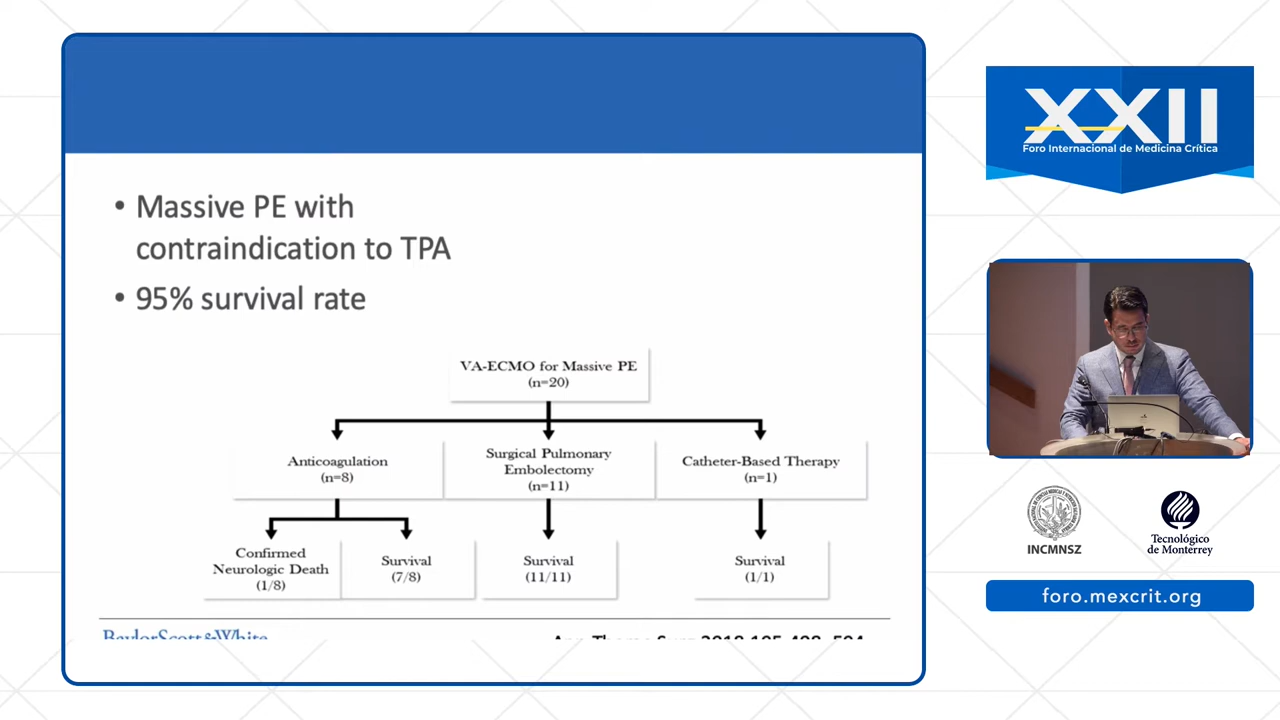 • Massive PE with
contraindication to TPA
• 95% survival rate
VA-ECMO for Massive PE
(n=20)
Anticoagulation
(n=8)
Surgical Pulmonary
Embolectomy
(n=11)
Catheter-Based Therapy
(n=1)
Confirmed
Neurologic Death
(1/8)
Survival
(7/8)
Survival
(11/11)
Survival
(1/1)
BaylorScott&White
XXII
Foro Internacional de Medicina Crítica
INCMNSZ
Tecnológico
de Monterrey
foro.mexcrit.org